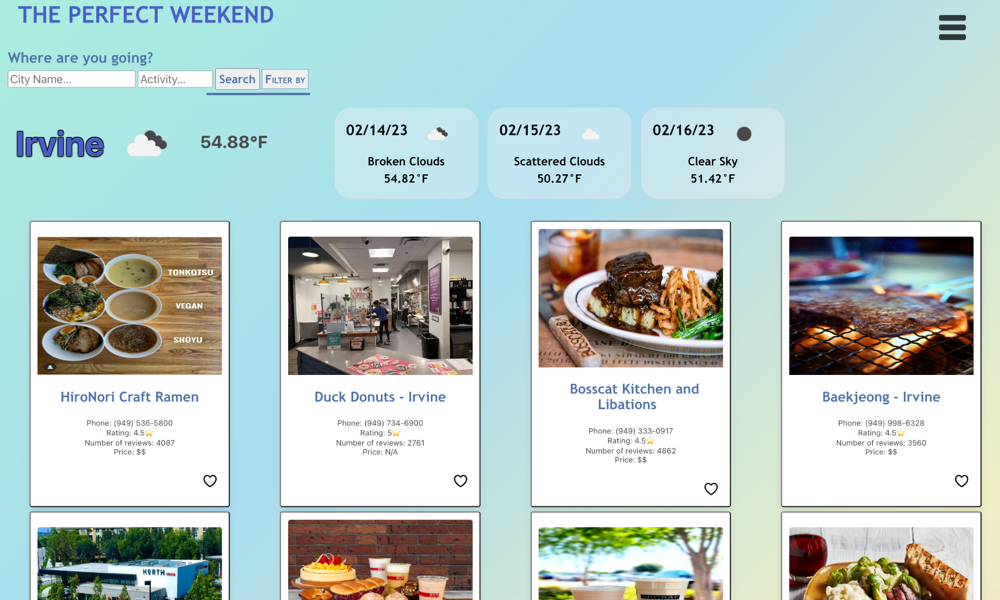 THE PERFECT WEEKEND
Where are you going?
City Name...
Activity...
Search
Filter by
Irvine
54.88°F
02/14/23
Broken Clouds
54.82°F
02/15/23
Scattered Clouds
50.27°F
02/16/23
Clear Sky
51.42°F
TONKOTSU
VEGAN
SHOYU
DUCK
DONUTS
BOSSCAT
HiroNori Craft Ramen
Phone: (949) 536-5800
Rating: 4.5⭐
Number of reviews: 4087
Price: $$
Duck Donuts - Irvine
Phone: (949) 734-6900
Rating: 5⭐
Number of reviews: 2761
Price: N/A
Bosscat Kitchen and
Libations
Phone: (949) 333-0917
Rating: 4.5⭐
Number of reviews: 4862
Price: $$
Baekjeong - Irvine
Phone: (949) 998-6328
Rating: 4.5⭐
Number of reviews: 3560
Price: $$
NORTH